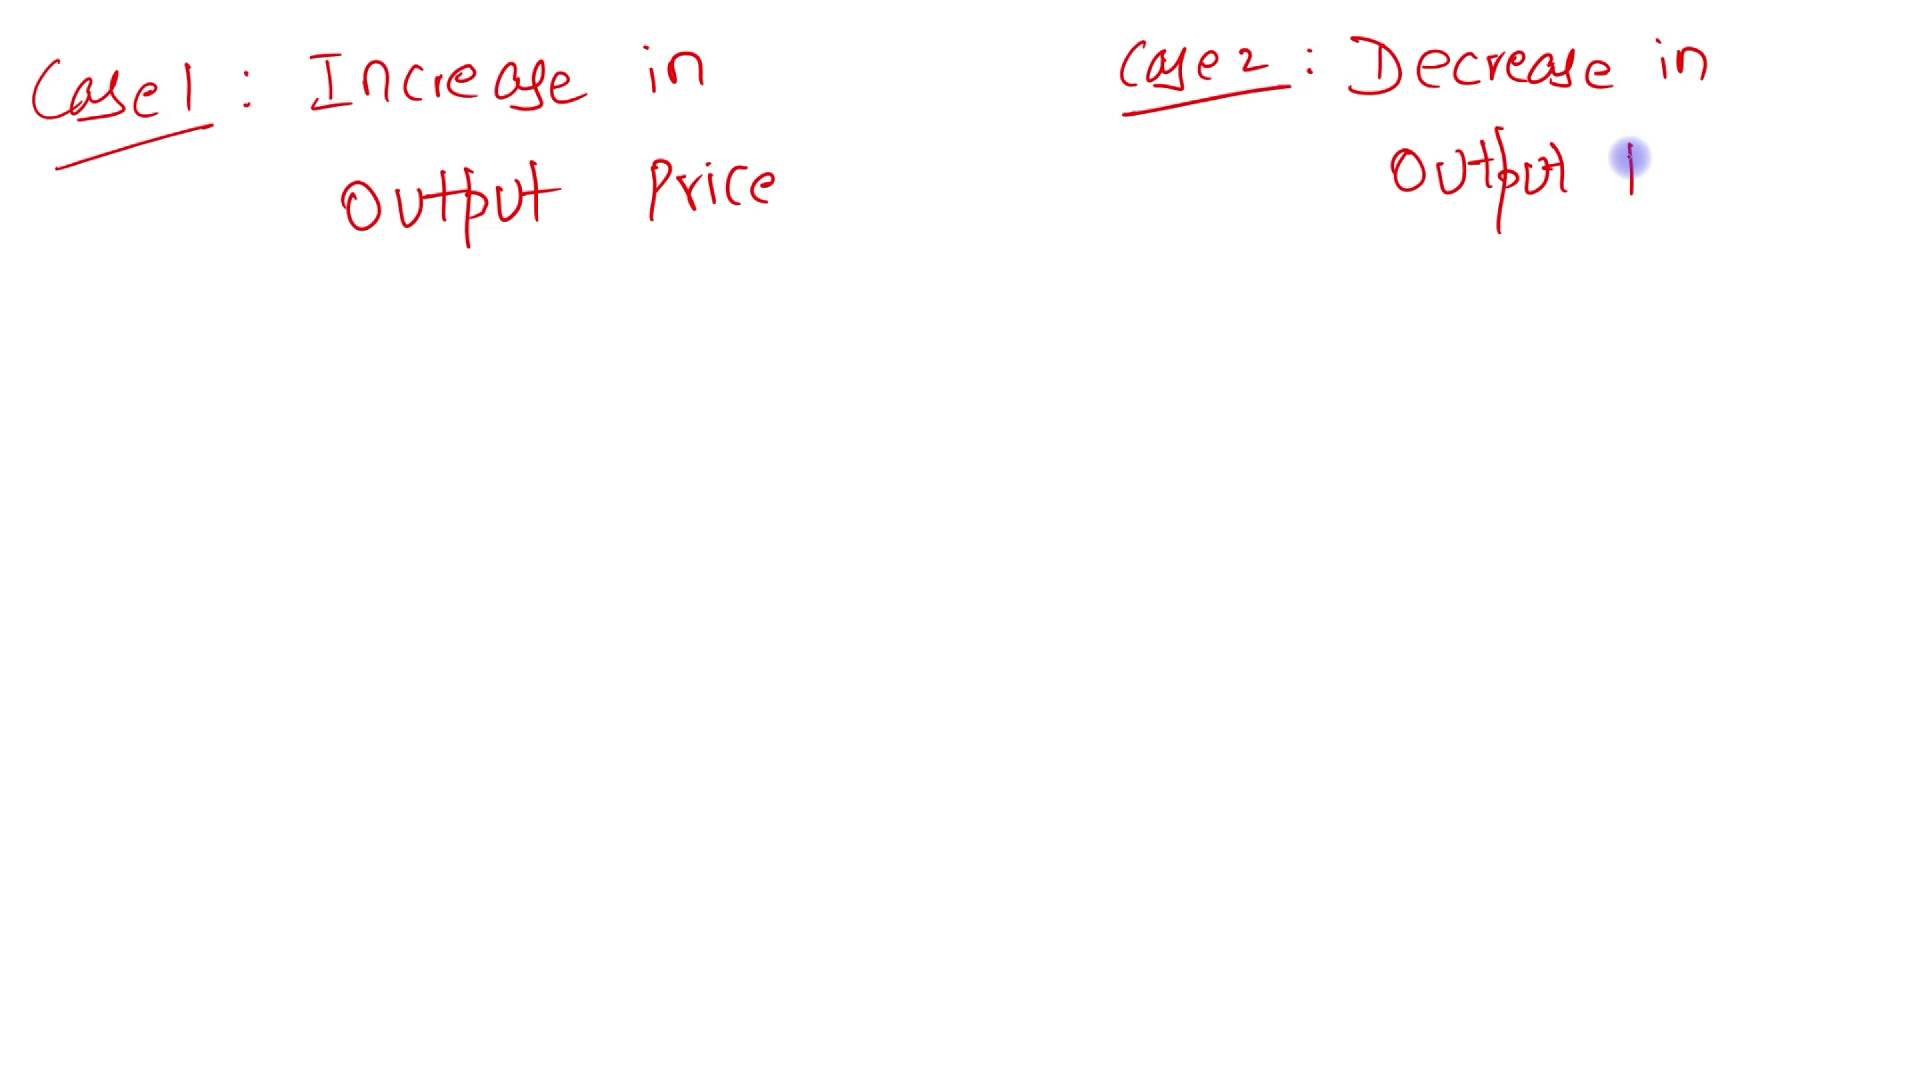 Case 1 : Increase in
Output Price
Case 2 : Decrease in
Output